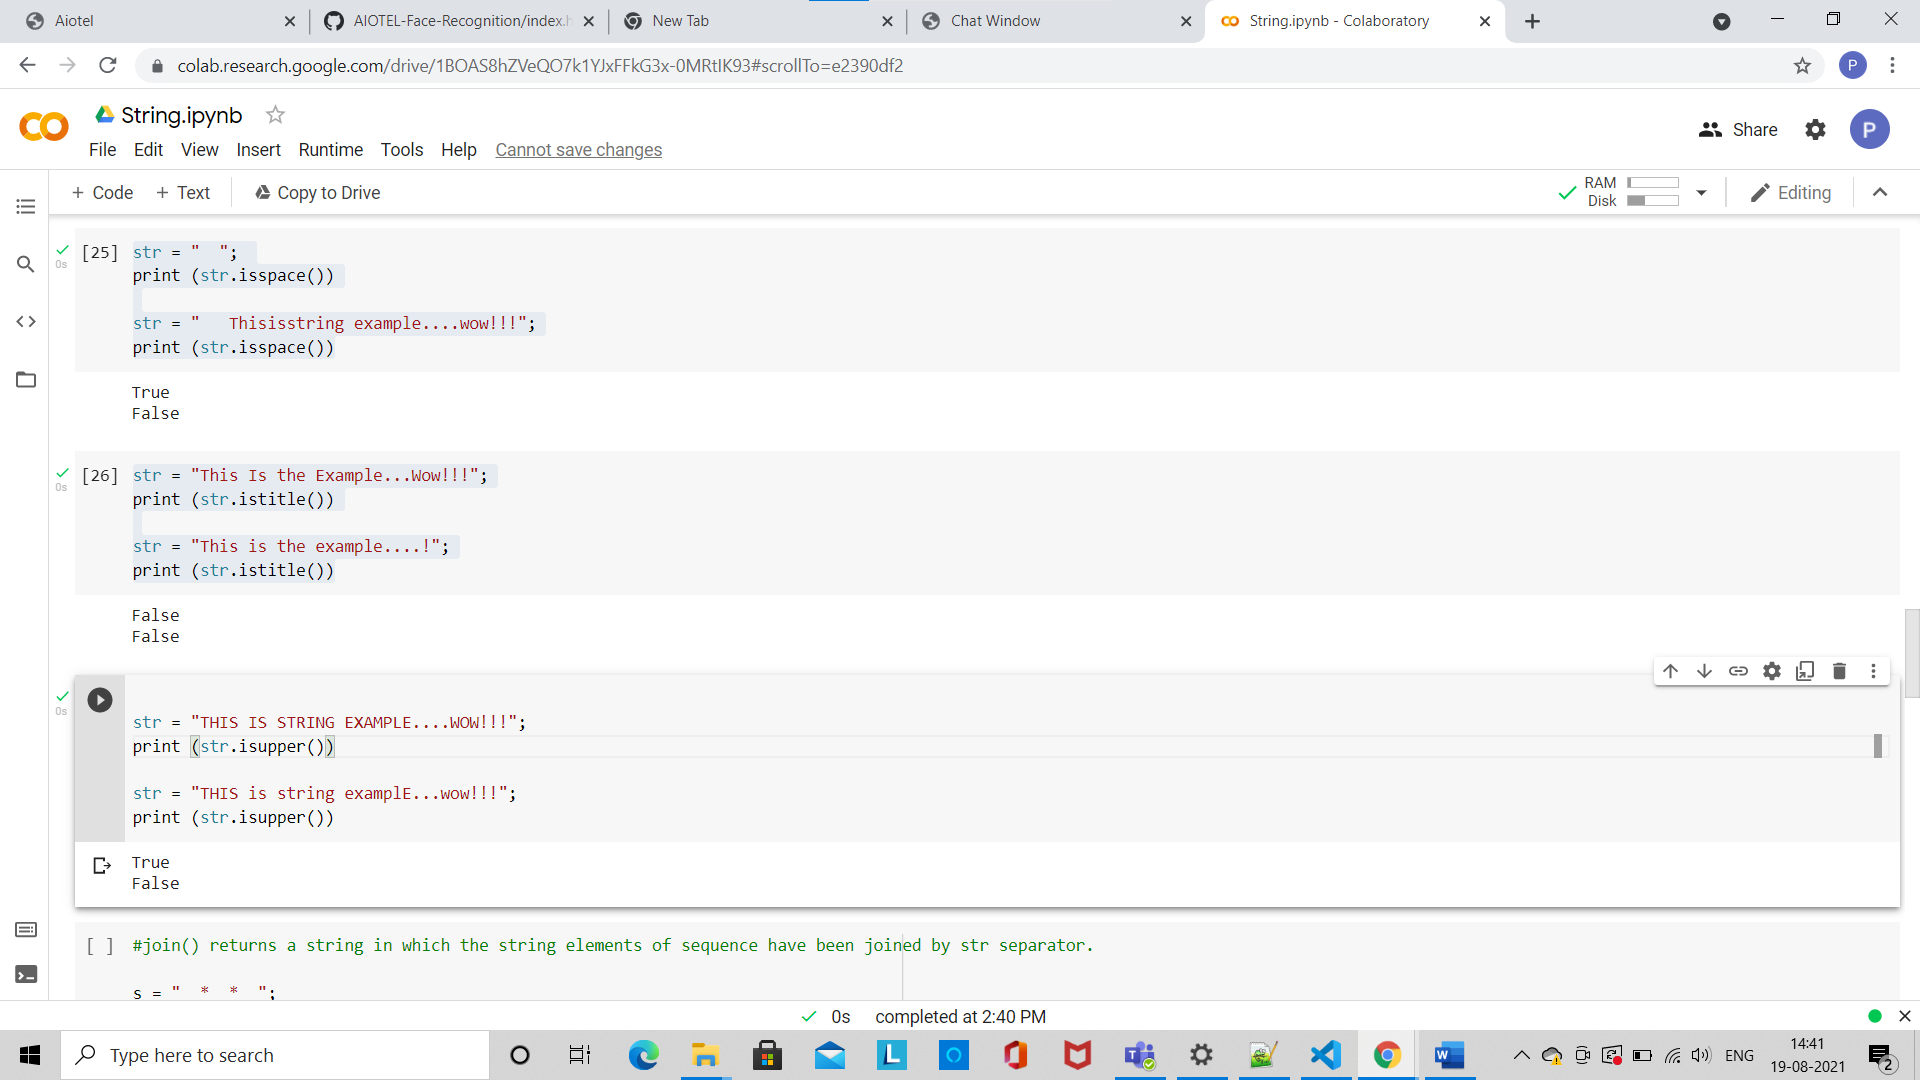 Aiotel
AIOTEL-Face-Recognition/index.h
New Tab
Chat Window
String.ipynb - Colaboratory
colab.research.google.com/drive/1BOAS8hZVeQO7k1YJxFFkG3x-0MRtIK93#scrollTo=e2390df2
P
String.ipynb
File Edit View Insert Runtime Tools Help Cannot save changes
Share
P
+ Code + Text Copy to Drive
RAM
Disk
Editing
[25] str = "  ";
0s
print (str.isspace())
str = "   Thisisstring example....wow!!!";
print (str.isspace())
True
False
[26] str = "This Is the Example...Wow!!!";
0s
print (str.istitle())
str = "This is the example....!";
print (str.istitle())
False
False
0s
str = "THIS IS STRING EXAMPLE....WOW!!!";
print (str.isupper())
str = "THIS is string examplE...wow!!!";
print (str.isupper())
True
False
[ ] #join() returns a string in which the string elements of sequence have been joined by str separator.
s = "  *  *  ";
0s completed at 2:40 PM
Type here to search
ENG
14:41
19-08-2021
2